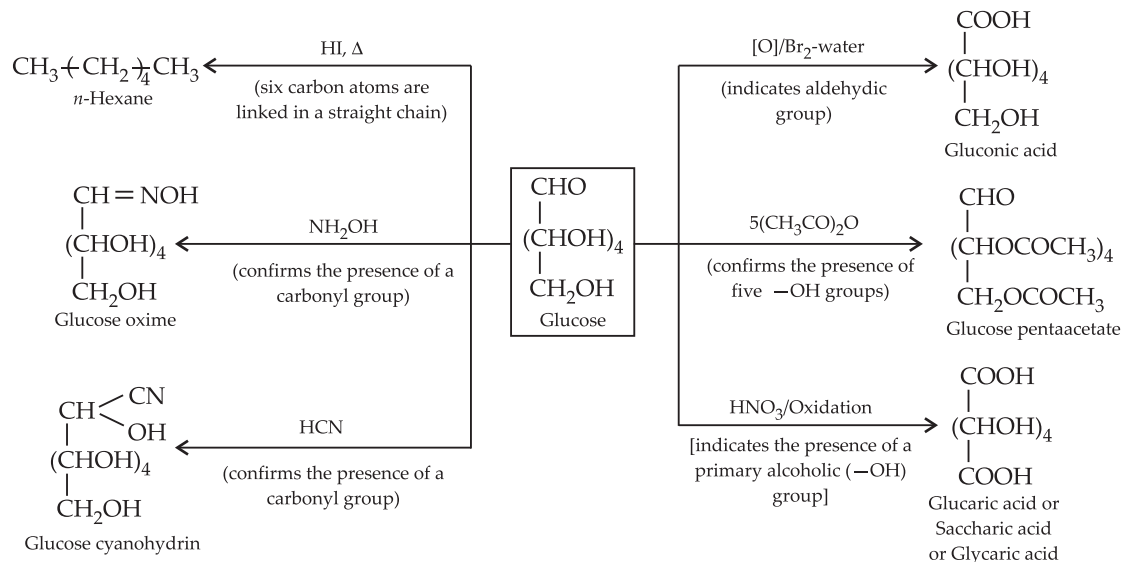 HI, Δ
CH₃-(CH₂)₄-CH₃
n-Hexane
(six carbon atoms are
linked in a straight chain)
CH=NOH
(CHOH)₄
CH₂OH
Glucose oxime
NH₂OH
(confirms the presence of a
carbonyl group)
CH
CN
OH
(CHOH)₄
CH₂OH
Glucose cyanohydrin
HCN
(confirms the presence of a
carbonyl group)
CHO
(CHOH)₄
CH₂OH
Glucose
[O]/Br₂-water
(indicates aldehydic
group)
COOH
(CHOH)₄
CH₂OH
Gluconic acid
5(CH₃CO)₂O
(confirms the presence of
five —OH groups)
CHO
(CHOCOCH₃)₄
CH₂OCOCH₃
Glucose pentaacetate
HNO₃/Oxidation
[indicates the presence of a
primary alcoholic (—OH)
group]
COOH
(CHOH)₄
COOH
Glucaric acid or
Saccharic acid
or Glycaric acid